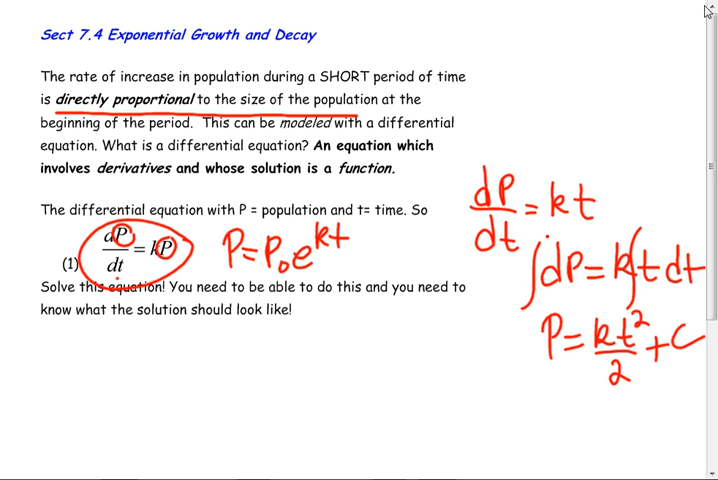 Sect 7.4 Exponential Growth and Decay
The rate of increase in population during a SHORT period of time
is directly proportional to the size of the population at the
beginning of the period. This can be modeled with a differential
equation. What is a differential equation? An equation which
involves derivatives and whose solution is a function.
The differential equation with P = population and t= time. So
(1) dP/dt = kP
P=P₀e^kt
Solve this equation! You need to be able to do this and you need to
know what the solution should look like!
dP/dt = kt
∫dP=k∫t dt
P=kt²/2+C